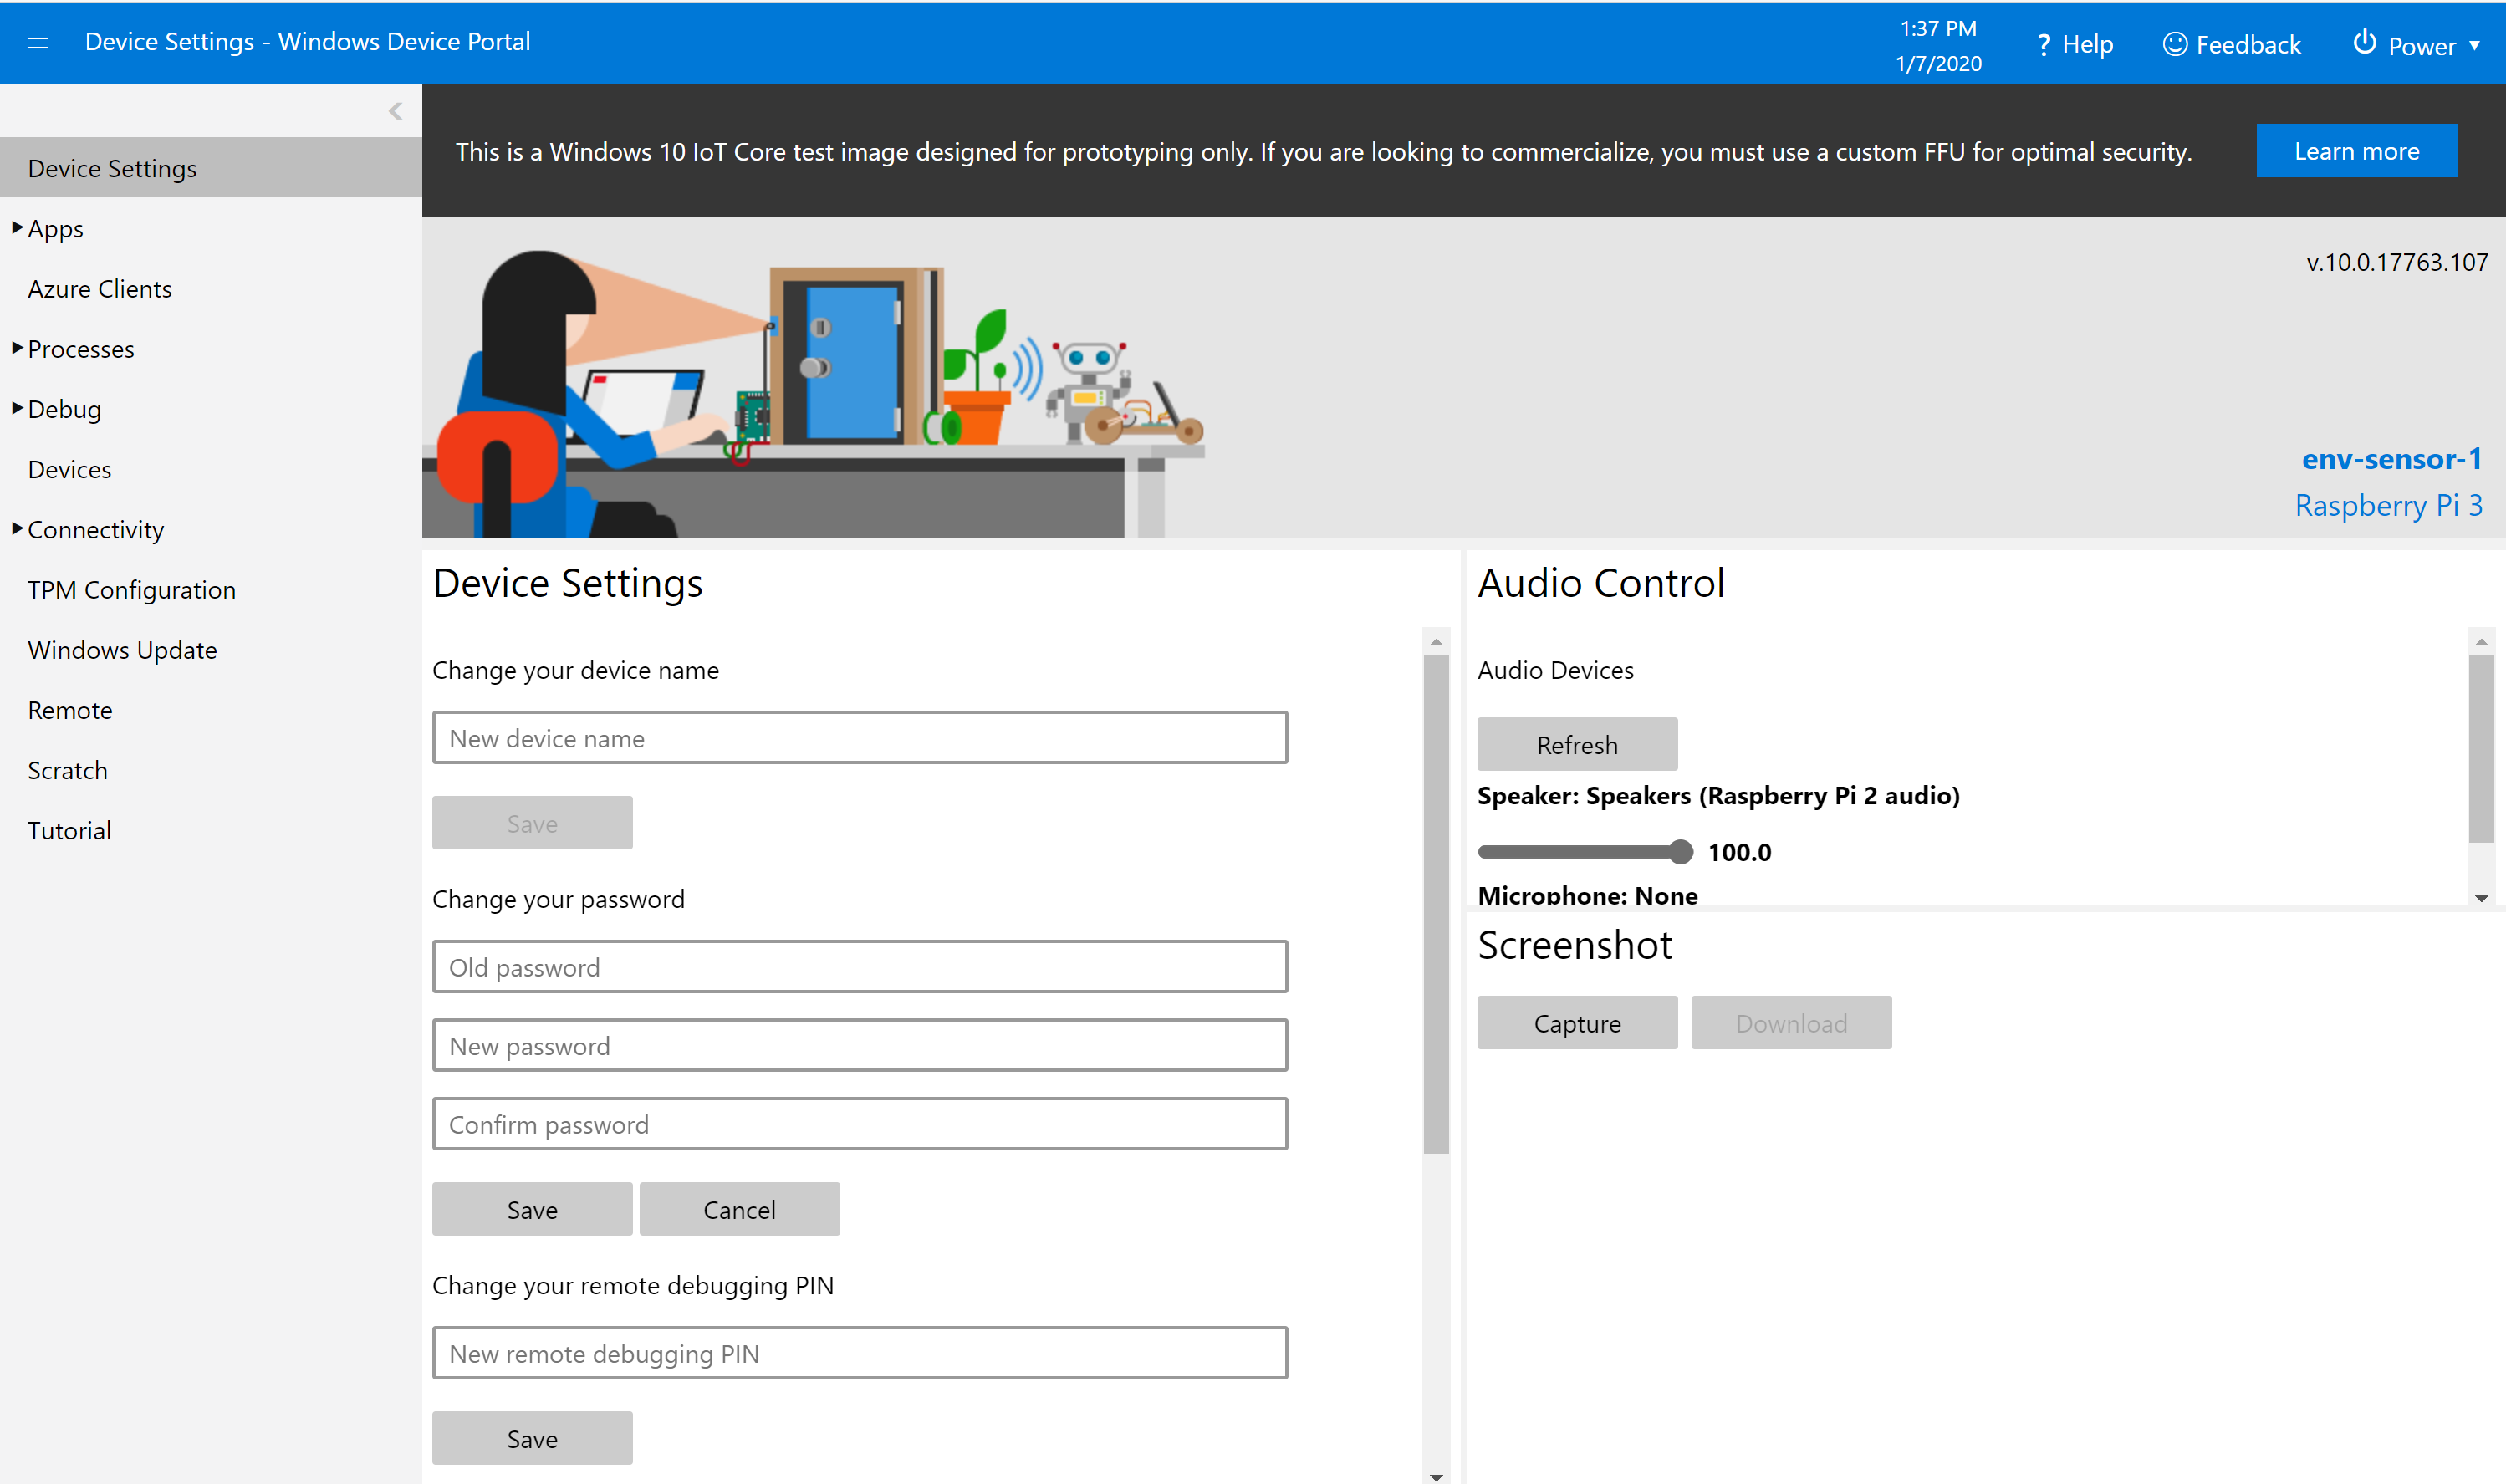 Device Settings - Windows Device Portal
1:37 PM
1/7/2020
? Help
Feedback
Power
Device Settings
Apps
Azure Clients
Processes
Debug
Devices
Connectivity
TPM Configuration
Windows Update
Remote
Scratch
Tutorial
This is a Windows 10 IoT Core test image designed for prototyping only. If you are looking to commercialize, you must use a custom FFU for optimal security.
Learn more
v.10.0.17763.107
env-sensor-1
Raspberry Pi 3
Device Settings
Change your device name
New device name
Save
Change your password
Old password
New password
Confirm password
Save
Cancel
Change your remote debugging PIN
New remote debugging PIN
Save
Audio Control
Audio Devices
Refresh
Speaker: Speakers (Raspberry Pi 2 audio)
100.0
Microphone: None
Screenshot
Capture
Download